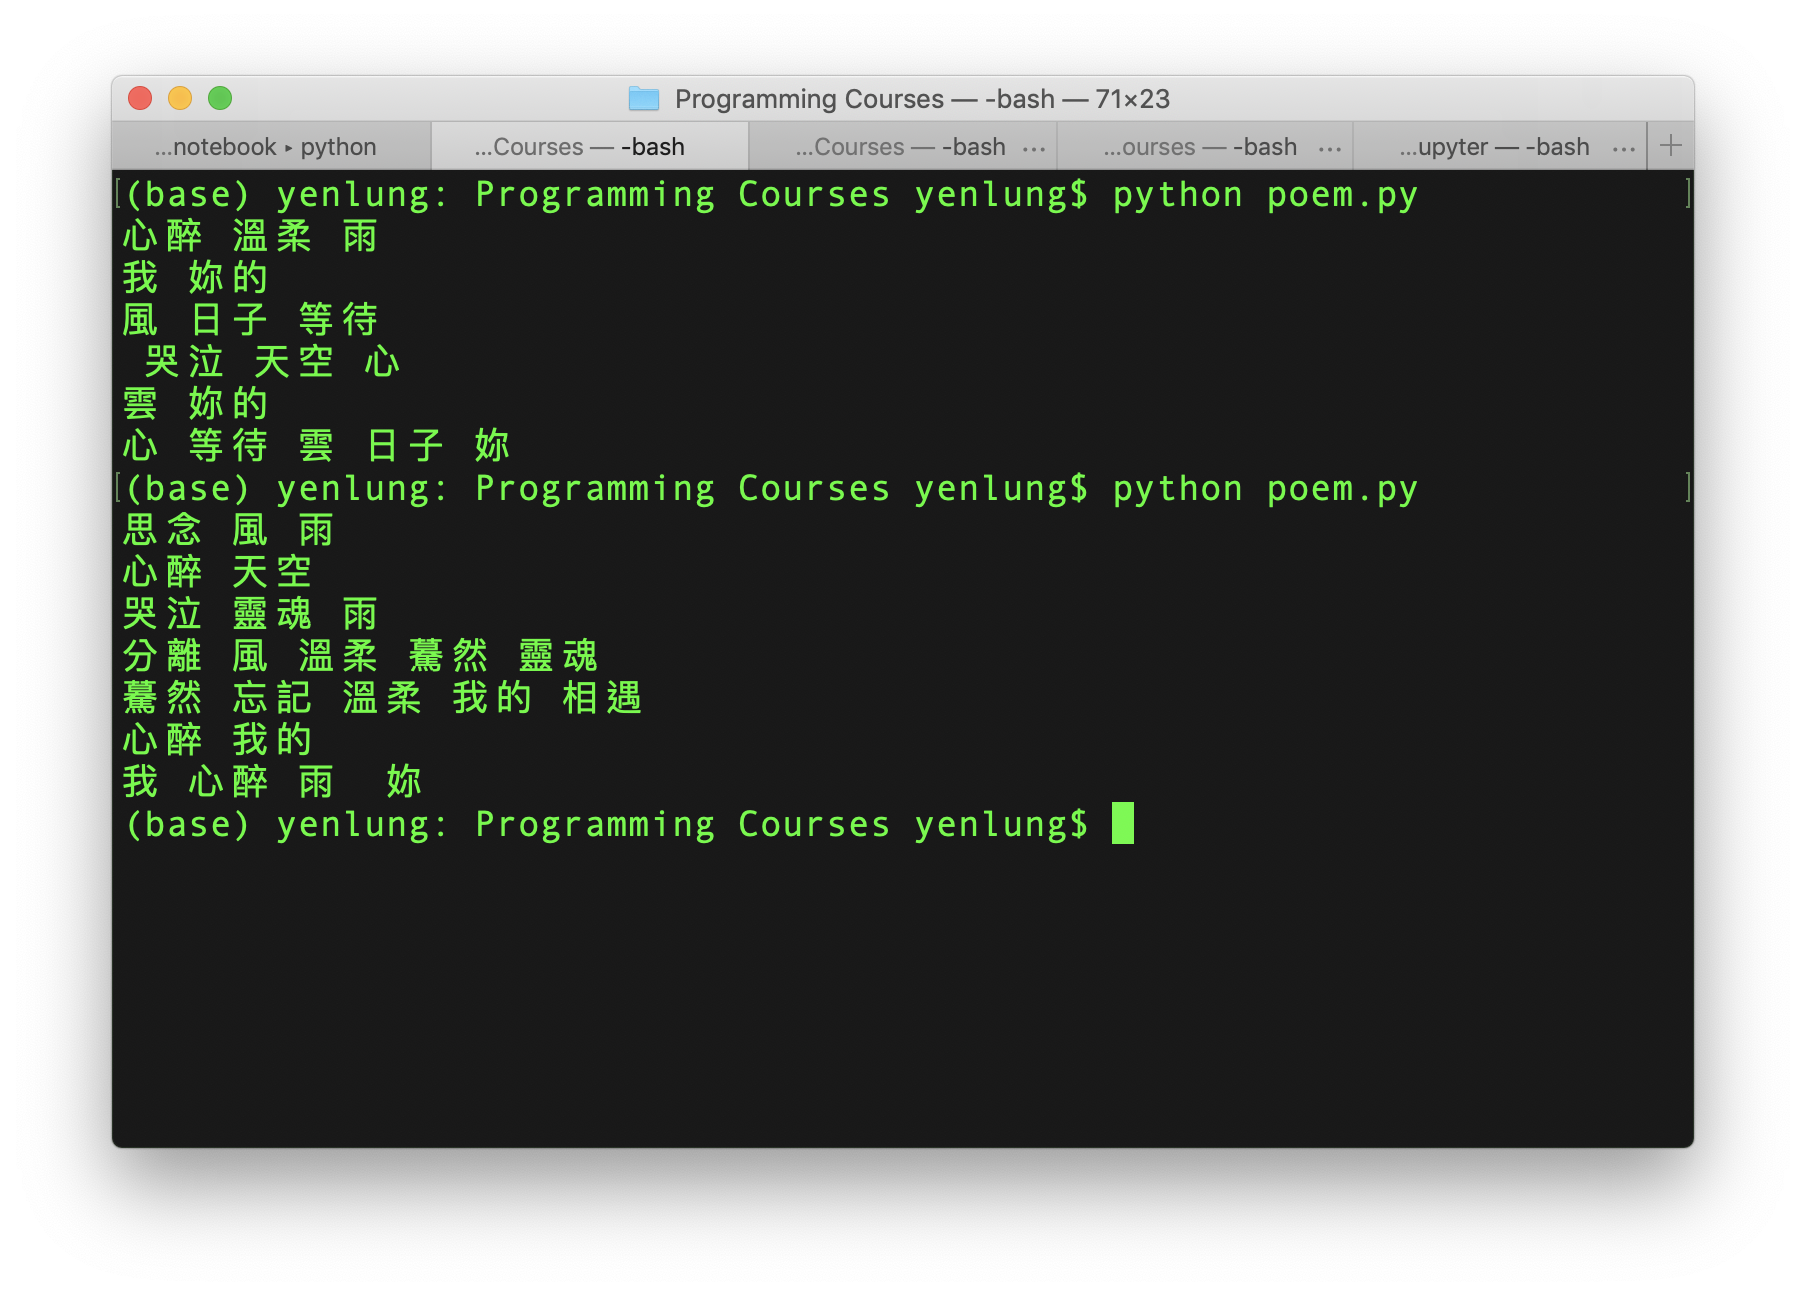 Programming Courses — -bash — 71×23
...notebook ▸ python ...Courses — -bash ...Courses — -bash ... ...ourses — -bash ... ...upyter — -bash ... +
(base) yenlung: Programming Courses yenlung$ python poem.py
心醉 溫柔 雨
我 妳的
風 日子 等待
 哭泣 天空 心
雲 妳的
心 等待 雲 日子 妳
(base) yenlung: Programming Courses yenlung$ python poem.py
思念 風 雨
心醉 天空
哭泣 靈魂 雨
分離 風 溫柔 驀然 靈魂
驀然 忘記 溫柔 我的 相遇
心醉 我的
我 心醉 雨  妳
(base) yenlung: Programming Courses yenlung$